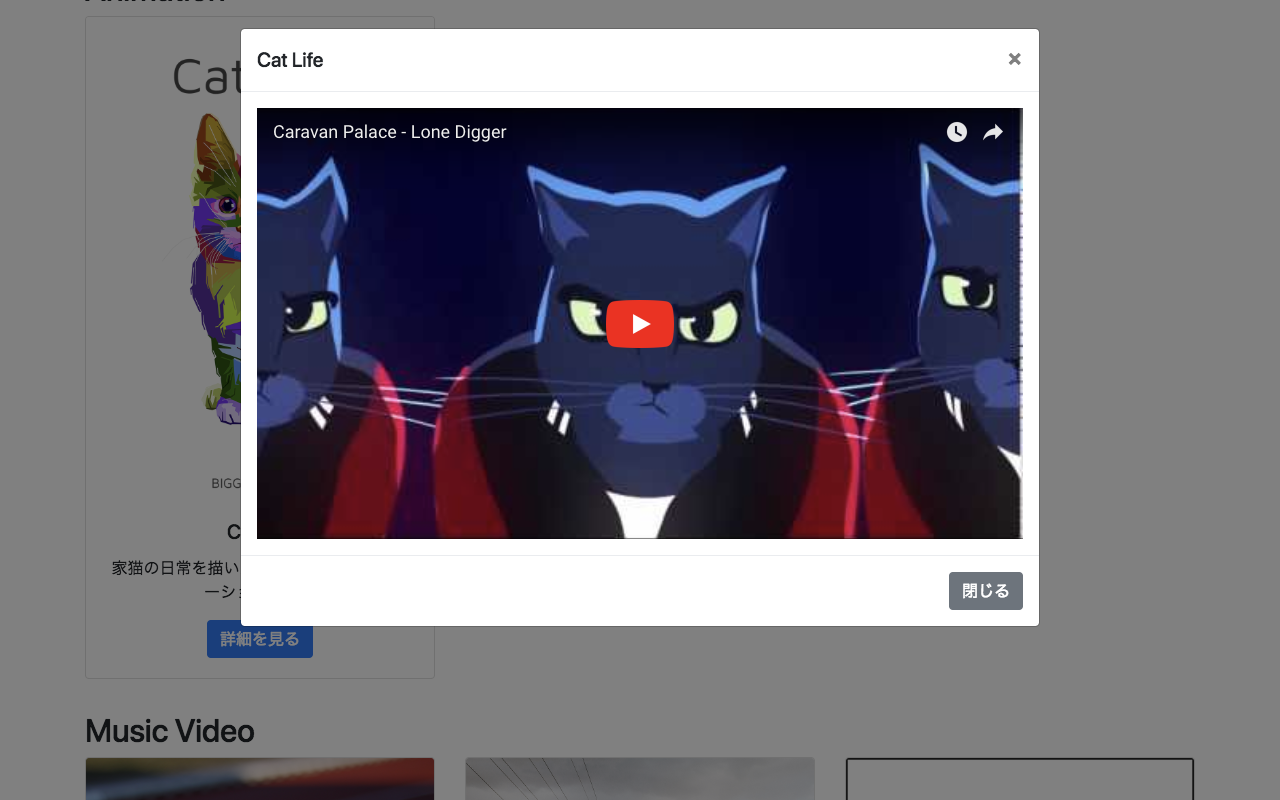 Animation
Cat Life
×
Caravan Palace - Lone Digger
Cat
BIGG
C
家猫の日常を描い
ーシ
詳細を見る
閉じる
Music Video